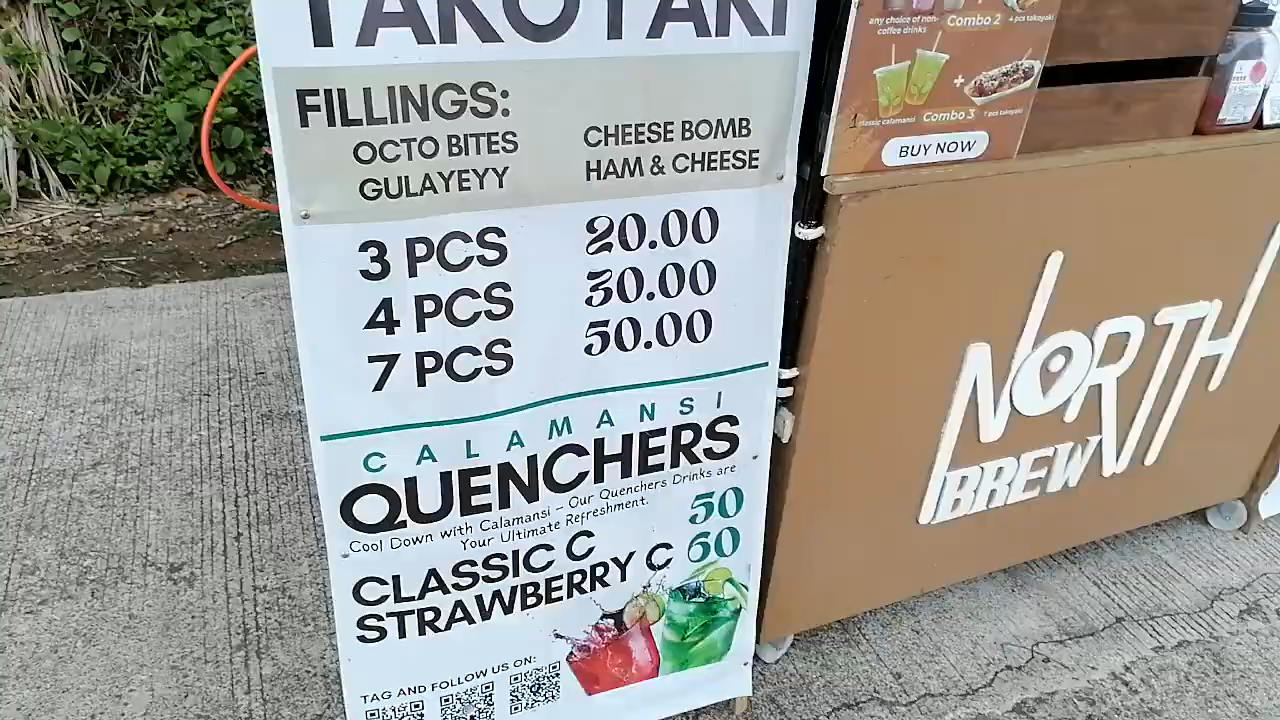 TAKOYAKI
FILLINGS:
OCTO BITES
GULAYEYY
CHEESE BOMB
HAM & CHEESE
3 PCS 20.00
4 PCS 30.00
7 PCS 50.00
CALAMANSI
QUENCHERS
Cool Down with Calamansi – Our Quenchers Drinks are
Your Ultimate Refreshment.
CLASSIC C 50
STRAWBERRY C 60
TAG AND FOLLOW US ON:
any choice of non-
coffee drinks
Combo 2
4 pcs takoyaki
classic calamansi
Combo 3
7 pcs takoyaki
BUY NOW
NORTH
BREW